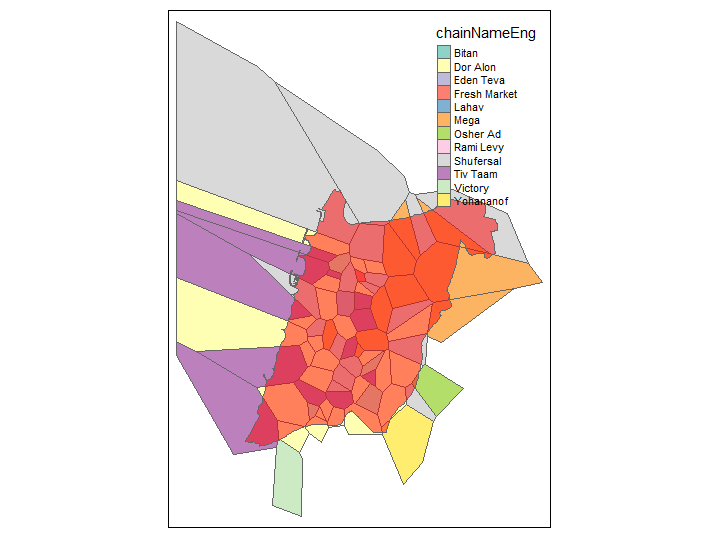 chainNameEng
Bitan
Dor Alon
Eden Teva
Fresh Market
Lahav
Mega
Osher Ad
Rami Levy
Shufersal
Tiv Taam
Victory
Yohananof